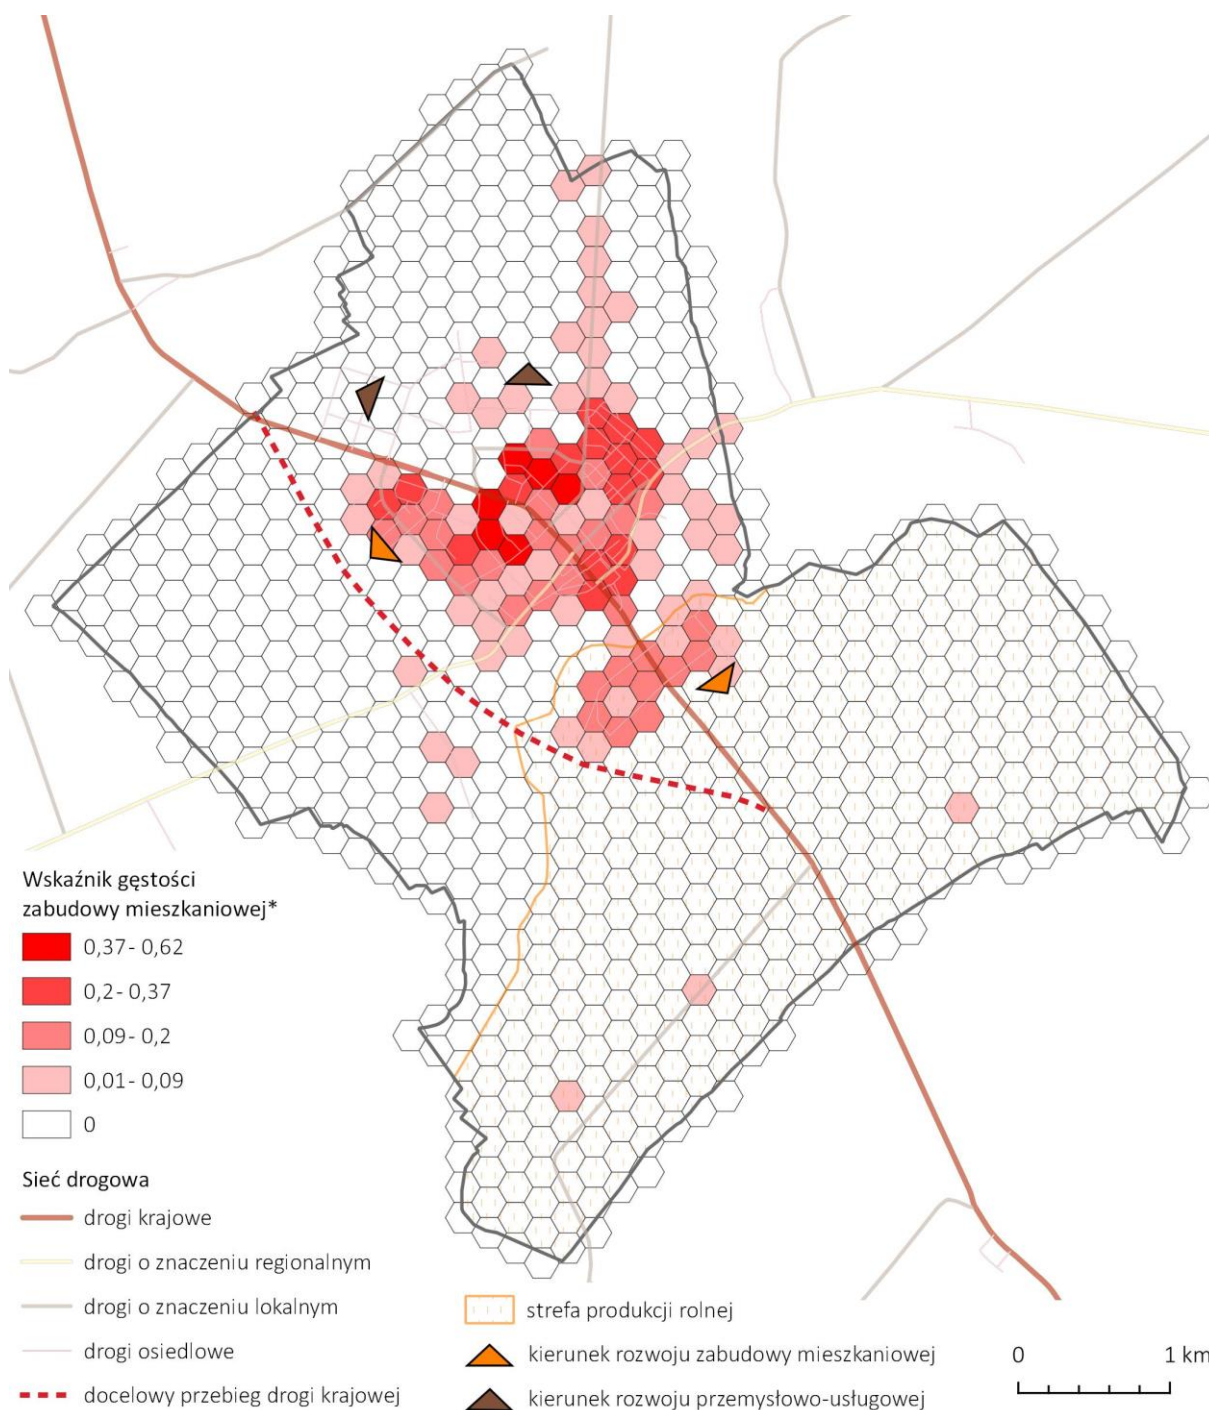 Wskaźnik gęstości
zabudowy mieszkaniowej*
0,37- 0,62
0,2- 0,37
0,09- 0,2
0,01- 0,09
0
Sieć drogowa
drogi krajowe
drogi o znaczeniu regionalnym
drogi o znaczeniu lokalnym
drogi osiedlowe
docelowy przebieg drogi krajowej
strefa produkcji rolnej
kierunek rozwoju zabudowy mieszkaniowej
kierunek rozwoju przemysłowo-usługowej
0 1 km